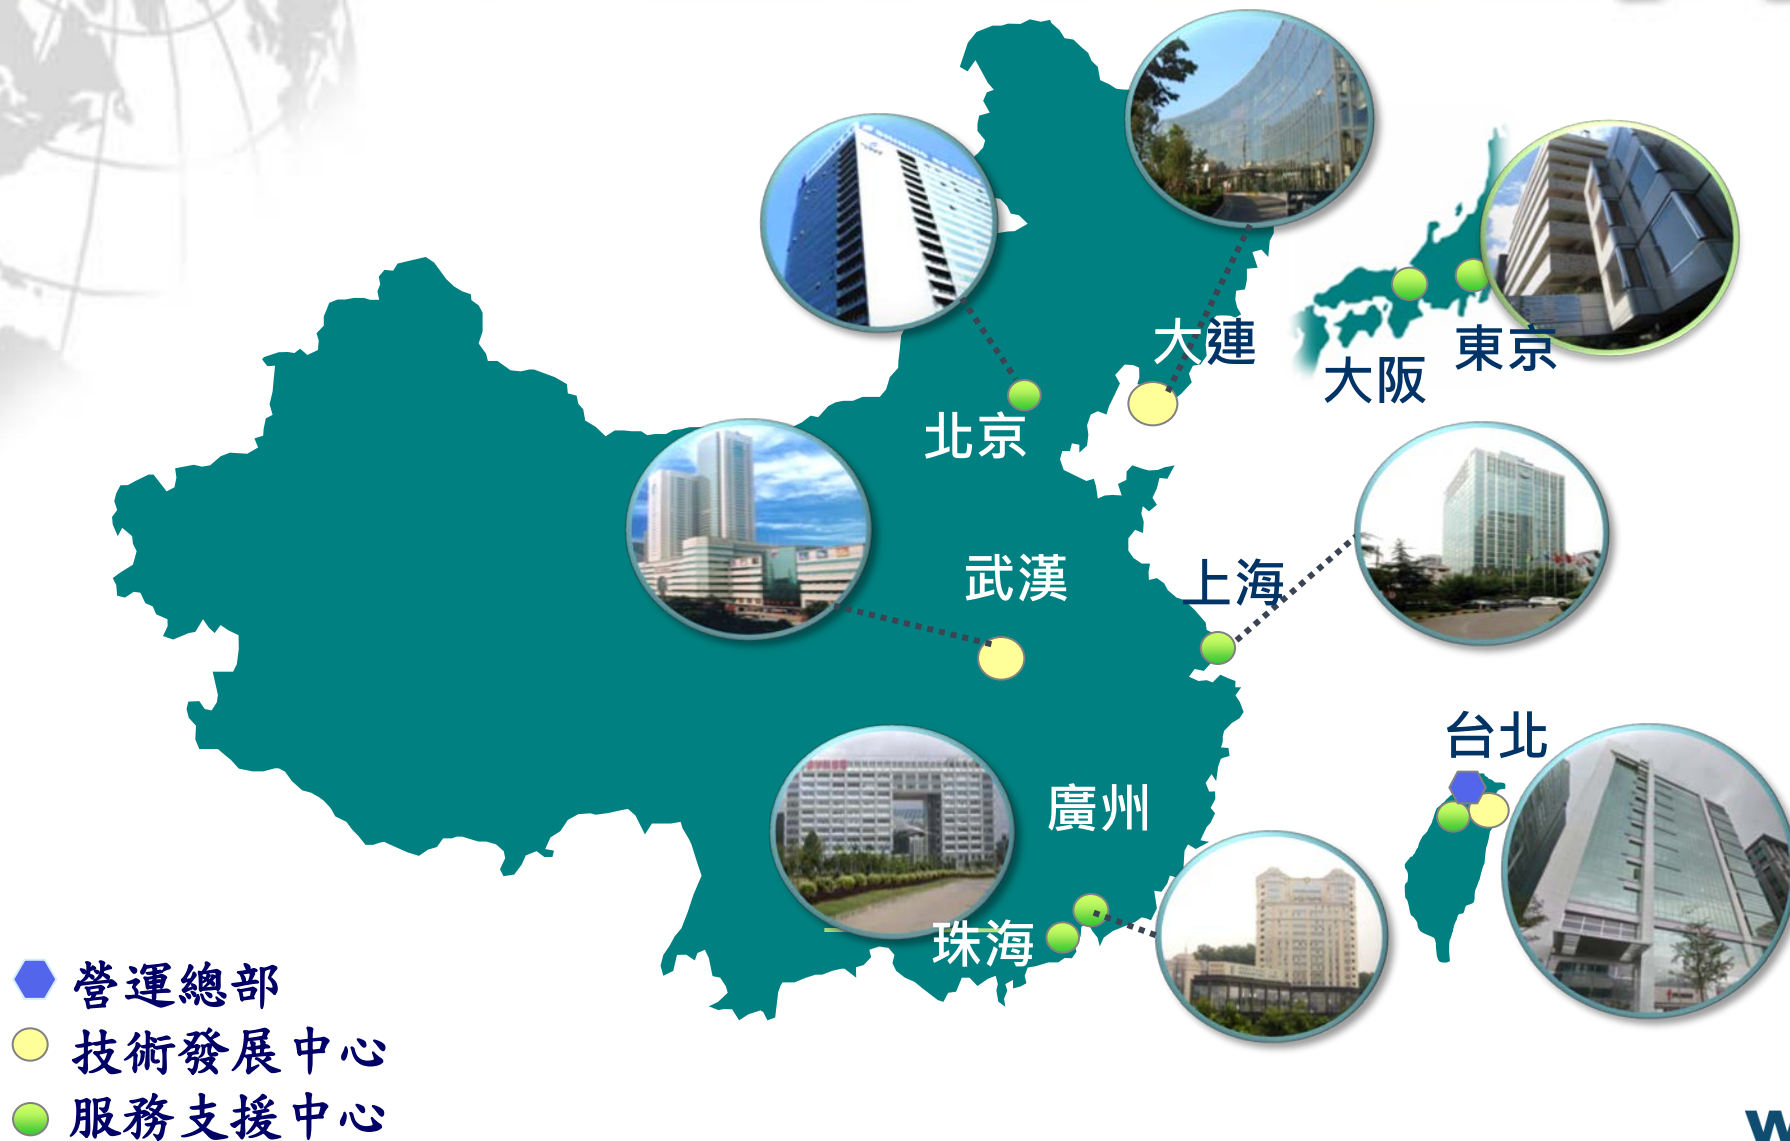 大連
東京
大阪
北京
武漢
上海
台北
廣州
珠海
營運總部
技術發展中心
服務支援中心